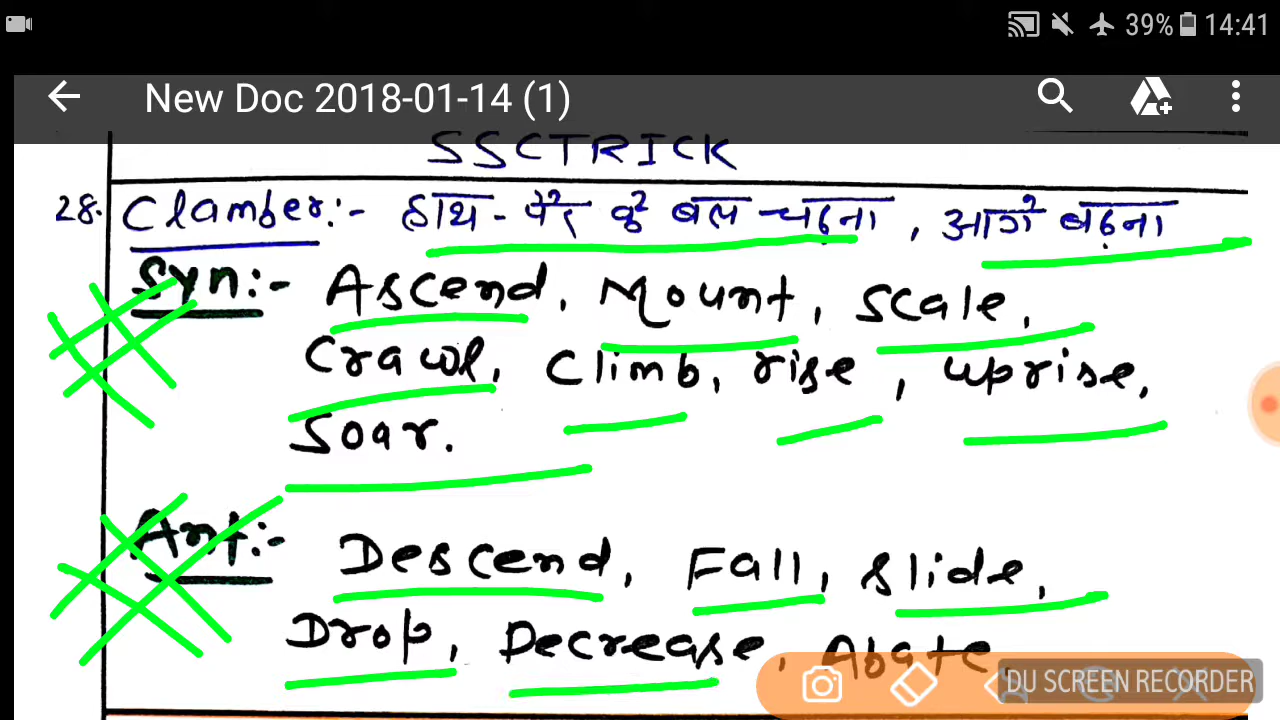 39% 14:41
New Doc 2018-01-14 (1)
SSCTRICK
28. Clamber:- हाथ-पैर के बल चढ़ना, आगे बढ़ना
Syn:- Ascend, Mount, Scale,
Crawl, Climb, rise, uprise,
Soar.
Ant:- Descend, Fall, Slide,
Drop, Decrease, Abate
DU SCREEN RECORDER